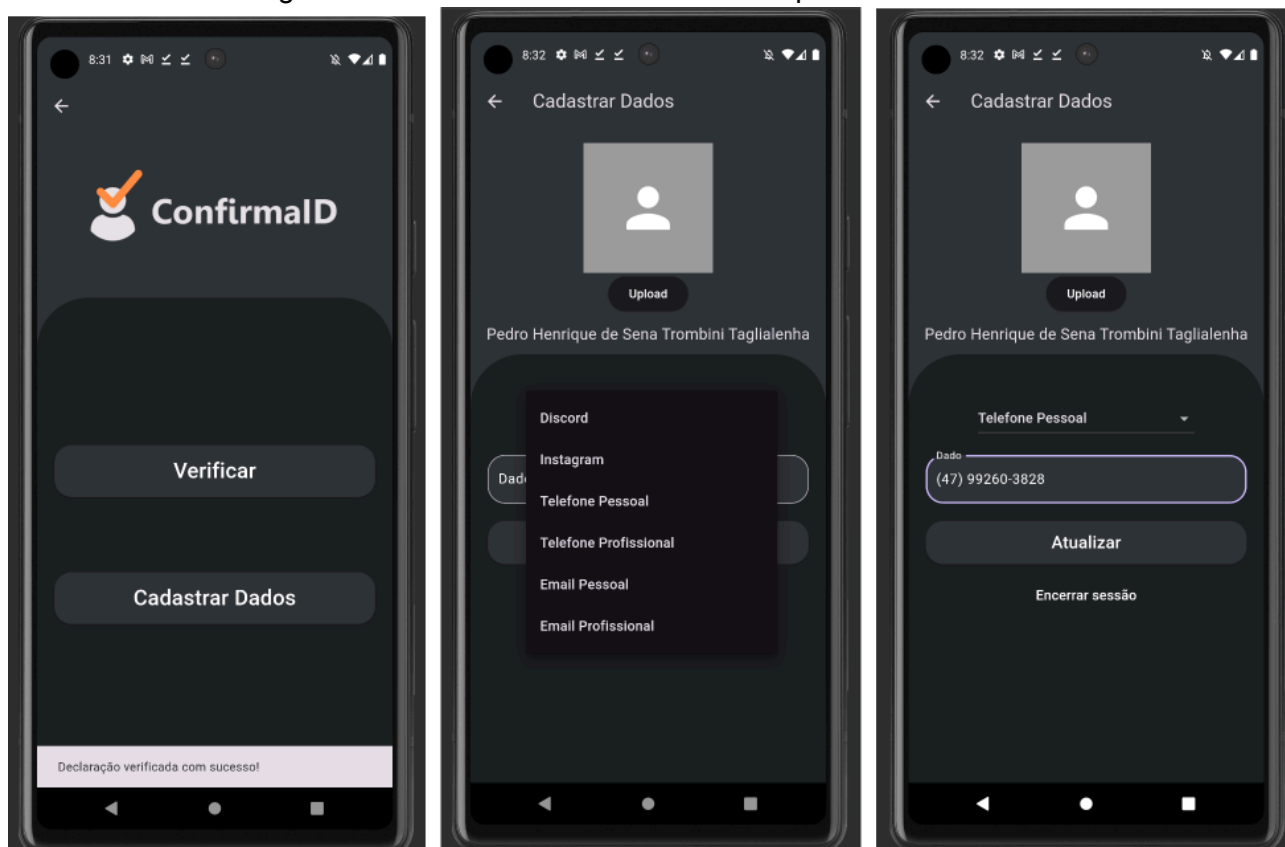 8:31
ConfirmaID
Verificar
Cadastrar Dados
Declaração verificada com sucesso!
8:32
Cadastrar Dados
Upload
Pedro Henrique de Sena Trombini Taglialenha
Discord
Instagram
Telefone Pessoal
Telefone Profissional
Email Pessoal
Email Profissional
8:32
Cadastrar Dados
Upload
Pedro Henrique de Sena Trombini Taglialenha
Telefone Pessoal
Dado
(47) 99260-3828
Atualizar
Encerrar sessão